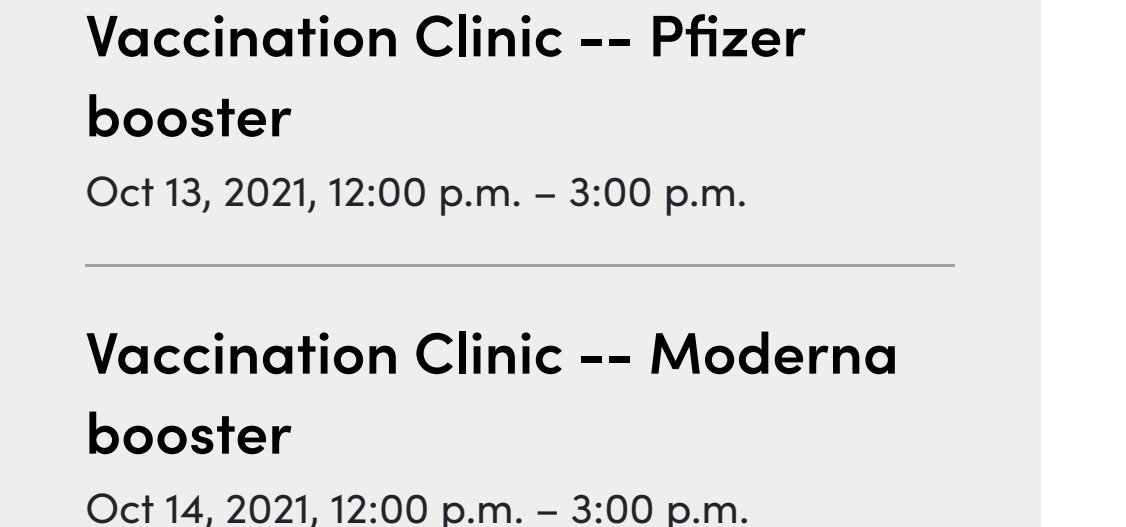 Vaccination Clinic -- Pfizer
booster
Oct 13, 2021, 12:00 p.m. – 3:00 p.m.
Vaccination Clinic -- Moderna
booster
Oct 14, 2021, 12:00 p.m. – 3:00 p.m.